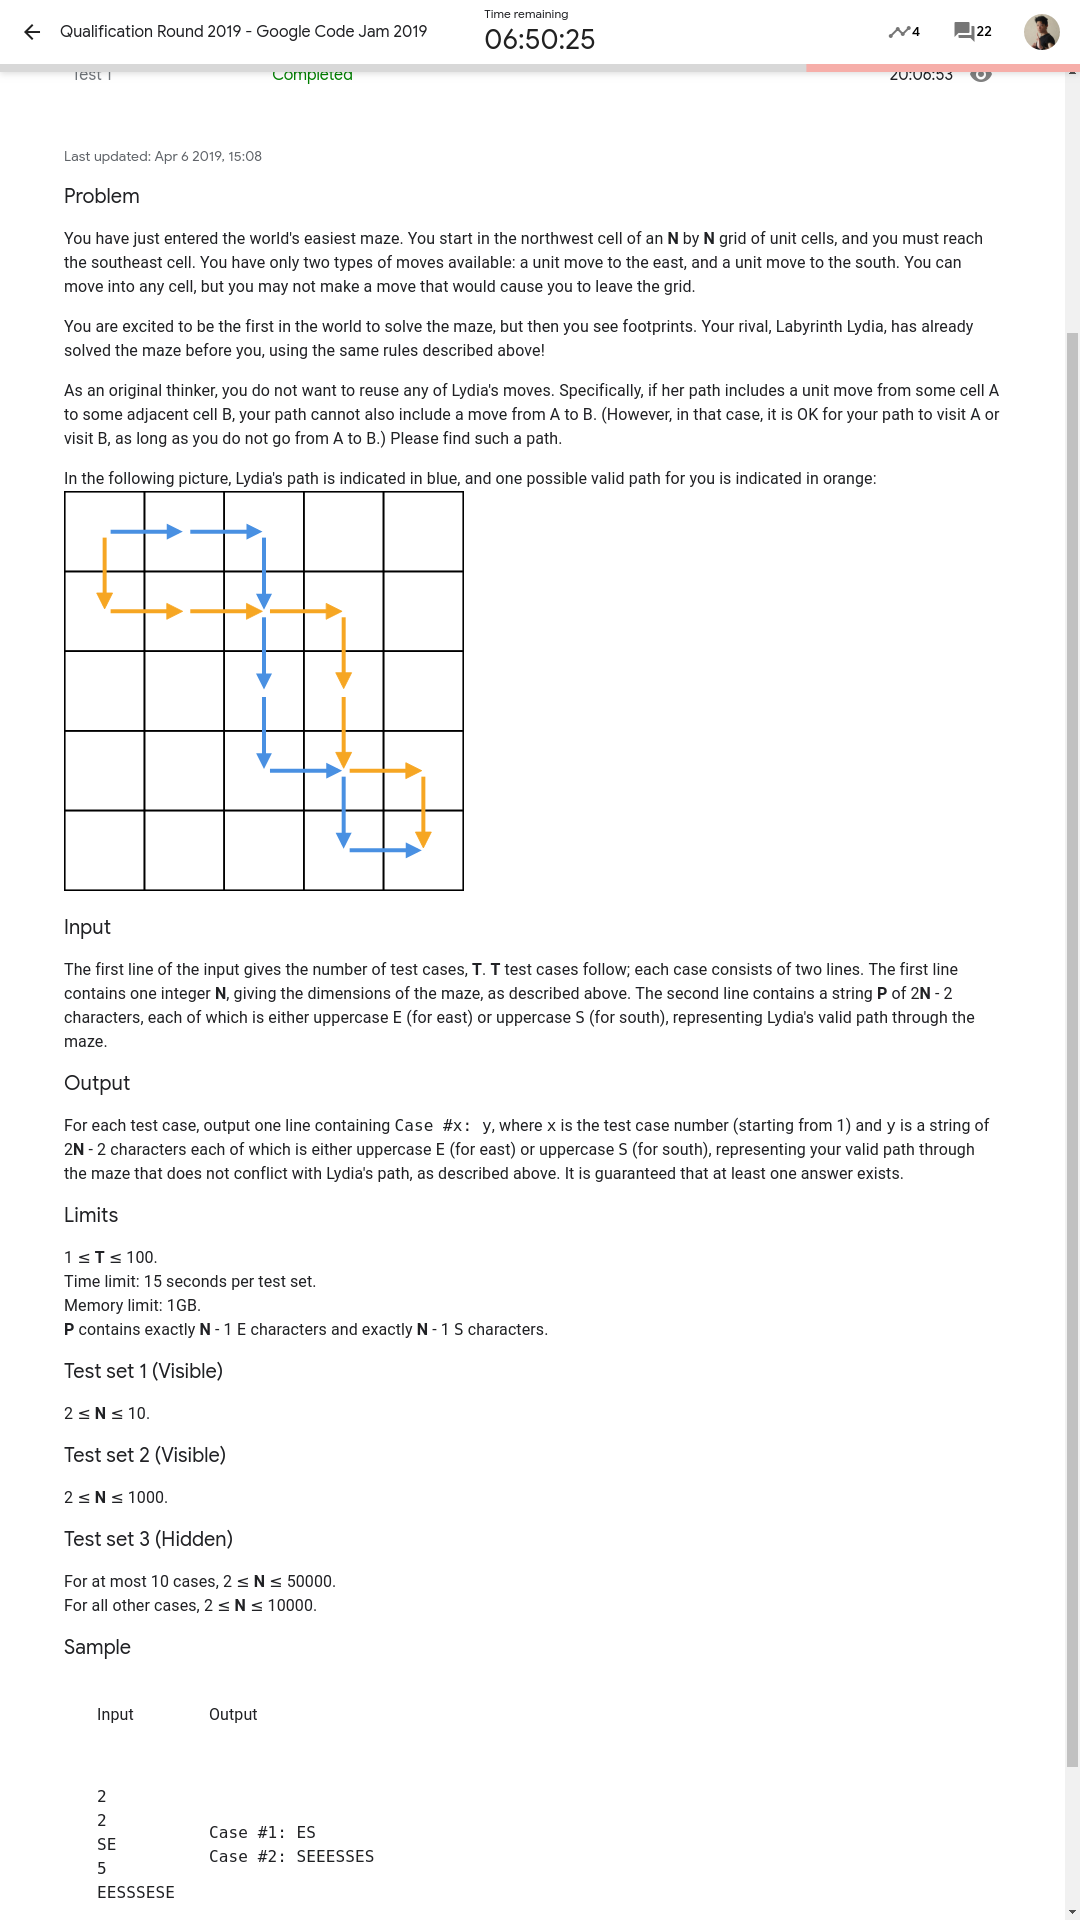 Qualification Round 2019 - Google Code Jam 2019
Time remaining
06:50:25
4
22
Test 1
Completed
20:06:53
Last updated: Apr 6 2019, 15:08
Problem
You have just entered the world's easiest maze. You start in the northwest cell of an N by N grid of unit cells, and you must reach
the southeast cell. You have only two types of moves available: a unit move to the east, and a unit move to the south. You can
move into any cell, but you may not make a move that would cause you to leave the grid.
You are excited to be the first in the world to solve the maze, but then you see footprints. Your rival, Labyrinth Lydia, has already
solved the maze before you, using the same rules described above!
As an original thinker, you do not want to reuse any of Lydia's moves. Specifically, if her path includes a unit move from some cell A
to some adjacent cell B, your path cannot also include a move from A to B. (However, in that case, it is OK for your path to visit A or
visit B, as long as you do not go from A to B.) Please find such a path.
In the following picture, Lydia's path is indicated in blue, and one possible valid path for you is indicated in orange:
Input
The first line of the input gives the number of test cases, T. T test cases follow; each case consists of two lines. The first line
contains one integer N, giving the dimensions of the maze, as described above. The second line contains a string P of 2N - 2
characters, each of which is either uppercase E (for east) or uppercase S (for south), representing Lydia's valid path through the
maze.
Output
For each test case, output one line containing Case #x: y, where x is the test case number (starting from 1) and y is a string of
2N - 2 characters each of which is either uppercase E (for east) or uppercase S (for south), representing your valid path through
the maze that does not conflict with Lydia's path, as described above. It is guaranteed that at least one answer exists.
Limits
1 ≤ T ≤ 100.
Time limit: 15 seconds per test set.
Memory limit: 1GB.
P contains exactly N - 1 E characters and exactly N - 1 S characters.
Test set 1 (Visible)
2 ≤ N ≤ 10.
Test set 2 (Visible)
2 ≤ N ≤ 1000.
Test set 3 (Hidden)
For at most 10 cases, 2 ≤ N ≤ 50000.
For all other cases, 2 ≤ N ≤ 10000.
Sample
Input
Output
2
2
SE
5
EESSSESE
Case #1: ES
Case #2: SEEESSES